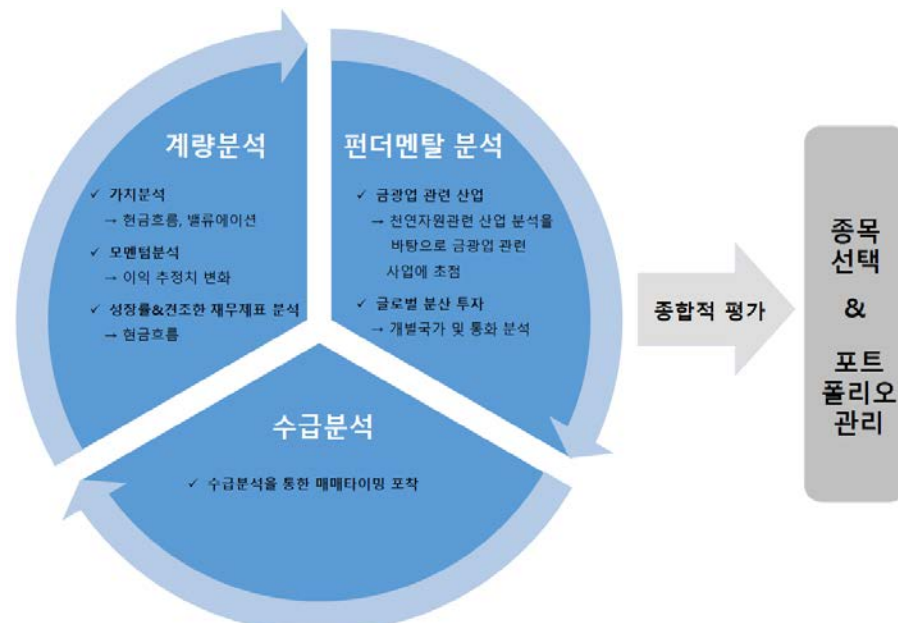 계량분석
✓ 가치분석
→ 현금흐름, 밸류에이션
✓ 모멘텀분석
→ 이익 추정치 변화
✓ 성장률&견조한 재무제표 분석
→ 현금흐름
펀더멘탈 분석
✓ 금광업 관련 산업
→ 천연자원관련 산업 분석을
바탕으로 금광업 관련
사업에 초점
✓ 글로벌 분산 투자
→ 개별국가 및 통화 분석
수급분석
✓ 수급분석을 통한 매매타이밍 포착
종합적 평가
종목
선택
&
포트
폴리오
관리